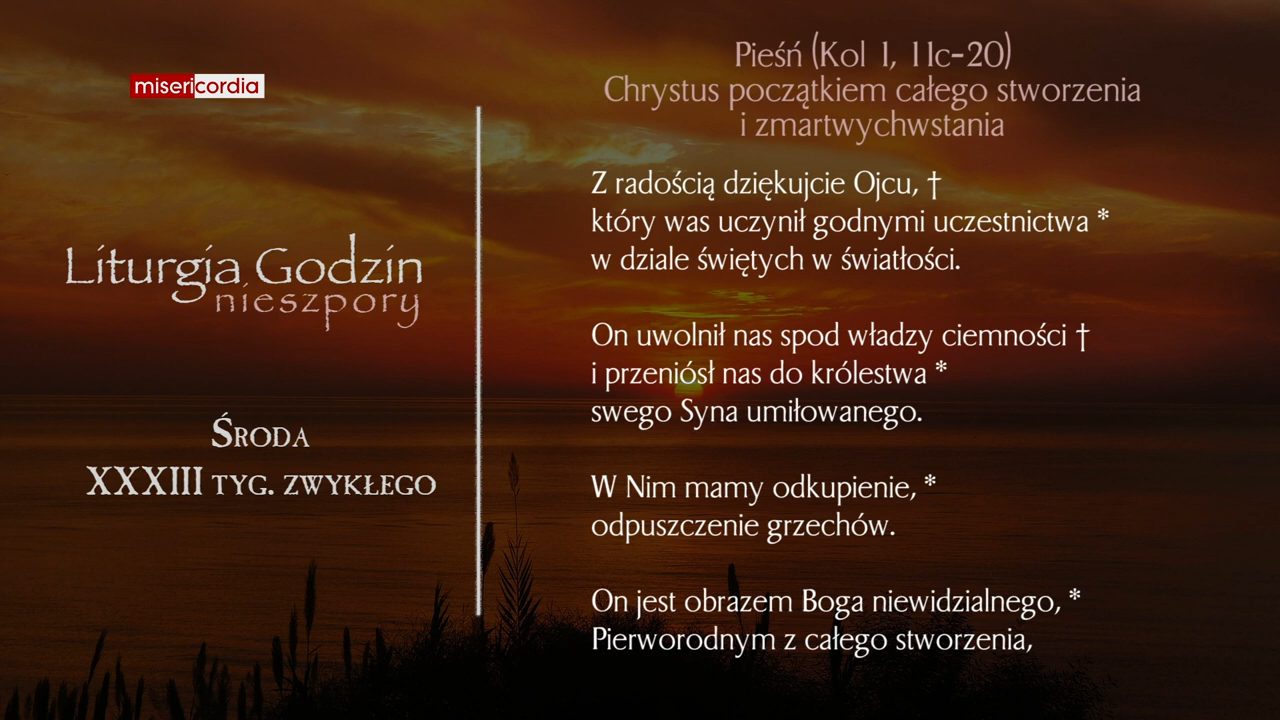 misericordia
Liturgia Godzin
nieszpory
Środa
XXXIII tyg. zwykłego
Pieśń (Kol 1, 11c-20)
Chrystus początkiem całego stworzenia
i zmartwychwstania
Z radością dziękujcie Ojcu, †
który was uczynił godnymi uczestnictwa *
w dziale świętych w światłości.
On uwolnił nas spod władzy ciemności †
i przeniósł nas do królestwa *
swego Syna umiłowanego.
W Nim mamy odkupienie, *
odpuszczenie grzechów.
On jest obrazem Boga niewidzialnego, *
Pierworodnym z całego stworzenia,